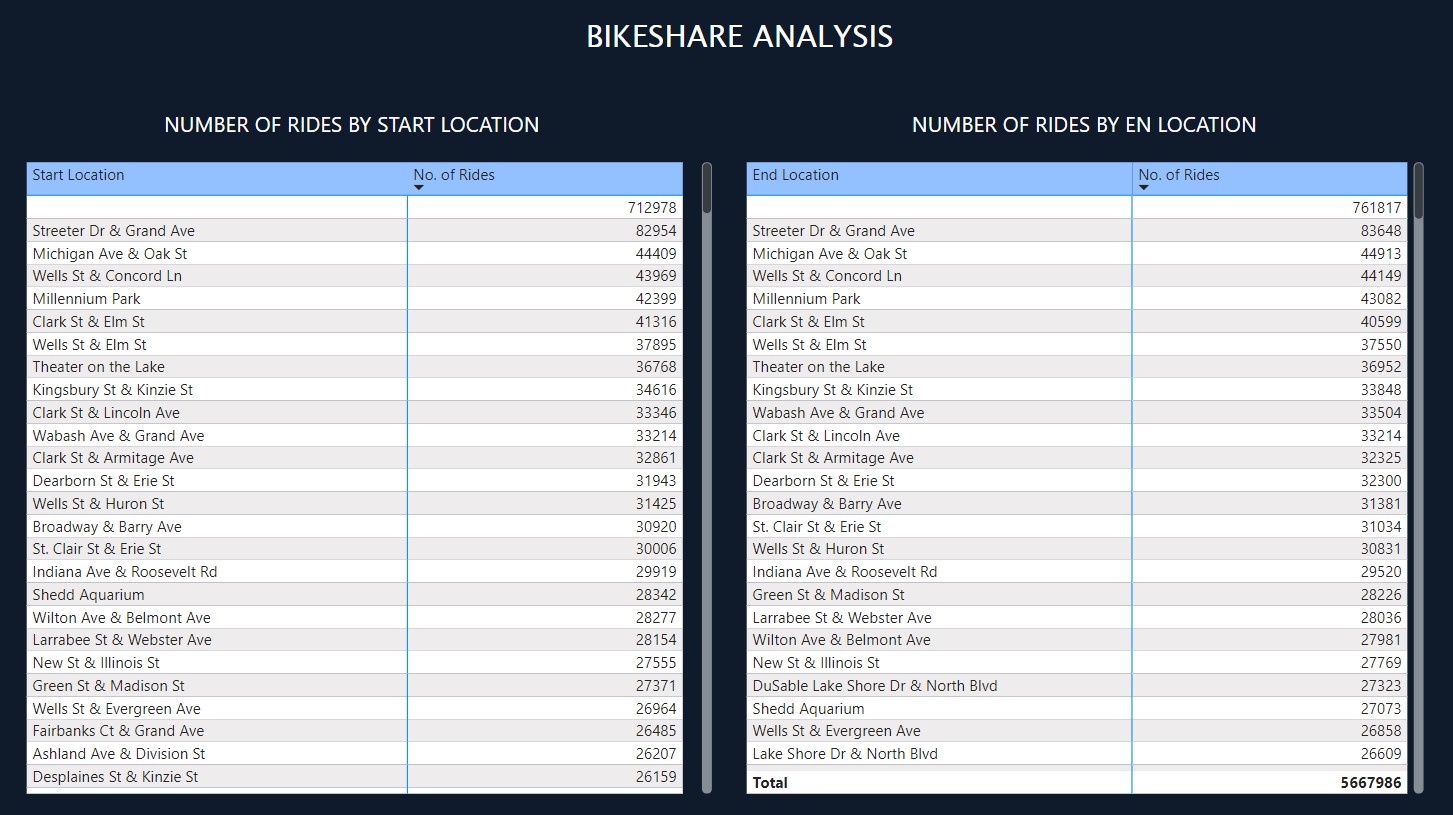 BIKESHARE ANALYSIS
NUMBER OF RIDES BY START LOCATION
Start Location No. of Rides
712978
Streeter Dr & Grand Ave 82954
Michigan Ave & Oak St 44409
Wells St & Concord Ln 43969
Millennium Park 42399
Clark St & Elm St 41316
Wells St & Elm St 37895
Theater on the Lake 36768
Kingsbury St & Kinzie St 34616
Clark St & Lincoln Ave 33346
Wabash Ave & Grand Ave 33214
Clark St & Armitage Ave 32861
Dearborn St & Erie St 31943
Wells St & Huron St 31425
Broadway & Barry Ave 30920
St. Clair St & Erie St 30006
Indiana Ave & Roosevelt Rd 29919
Shedd Aquarium 28342
Wilton Ave & Belmont Ave 28277
Larrabee St & Webster Ave 28154
New St & Illinois St 27555
Green St & Madison St 27371
Wells St & Evergreen Ave 26964
Fairbanks Ct & Grand Ave 26485
Ashland Ave & Division St 26207
Desplaines St & Kinzie St 26159
NUMBER OF RIDES BY EN LOCATION
End Location No. of Rides
761817
Streeter Dr & Grand Ave 83648
Michigan Ave & Oak St 44913
Wells St & Concord Ln 44149
Millennium Park 43082
Clark St & Elm St 40599
Wells St & Elm St 37550
Theater on the Lake 36952
Kingsbury St & Kinzie St 33848
Wabash Ave & Grand Ave 33504
Clark St & Lincoln Ave 33214
Clark St & Armitage Ave 32325
Dearborn St & Erie St 32300
Broadway & Barry Ave 31381
St. Clair St & Erie St 31034
Wells St & Huron St 30831
Indiana Ave & Roosevelt Rd 29520
Green St & Madison St 28226
Larrabee St & Webster Ave 28036
Wilton Ave & Belmont Ave 27981
New St & Illinois St 27769
DuSable Lake Shore Dr & North Blvd 27323
Shedd Aquarium 27073
Wells St & Evergreen Ave 26858
Lake Shore Dr & North Blvd 26609
Total 5667986